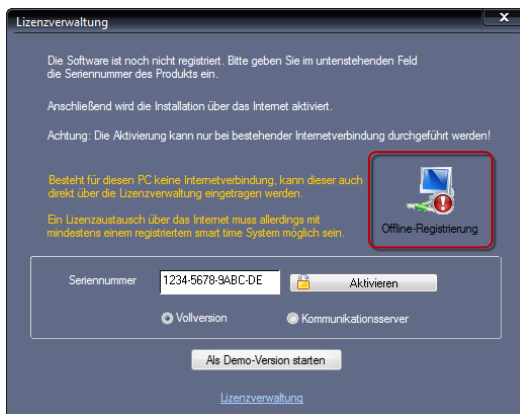 Lizenzverwaltung
X
Die Software ist noch nicht registriert. Bitte geben Sie im untenstehenden Feld
die Seriennummer des Produkts ein.
Anschließend wird die Installation über das Internet aktiviert.
Achtung: Die Aktivierung kann nur bei bestehender Internetverbindung durchgeführt werden!
Besteht für diesen PC keine Internetverbindung, kann dieser auch
direkt über die Lizenzverwaltung eingetragen werden.
Ein Lizenzaustausch über das Internet muss allerdings mit
mindestens einem registriertem smart time System möglich sein.
Offline-Registrierung
Seriennummer 1234-5678-9ABC-DE Aktivieren
Vollversion Kommunikationsserver
Als Demo-Version starten
Lizenzverwaltung